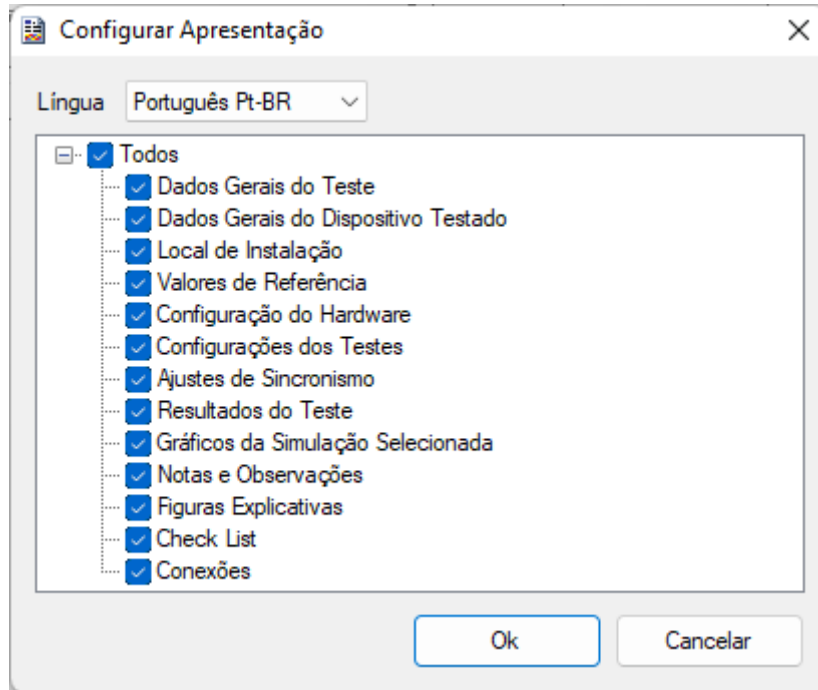 Configurar Apresentação
Língua Português Pt-BR
Todos
Dados Gerais do Teste
Dados Gerais do Dispositivo Testado
Local de Instalação
Valores de Referência
Configuração do Hardware
Configurações dos Testes
Ajustes de Sincronismo
Resultados do Teste
Gráficos da Simulação Selecionada
Notas e Observações
Figuras Explicativas
Check List
Conexões
Ok Cancelar